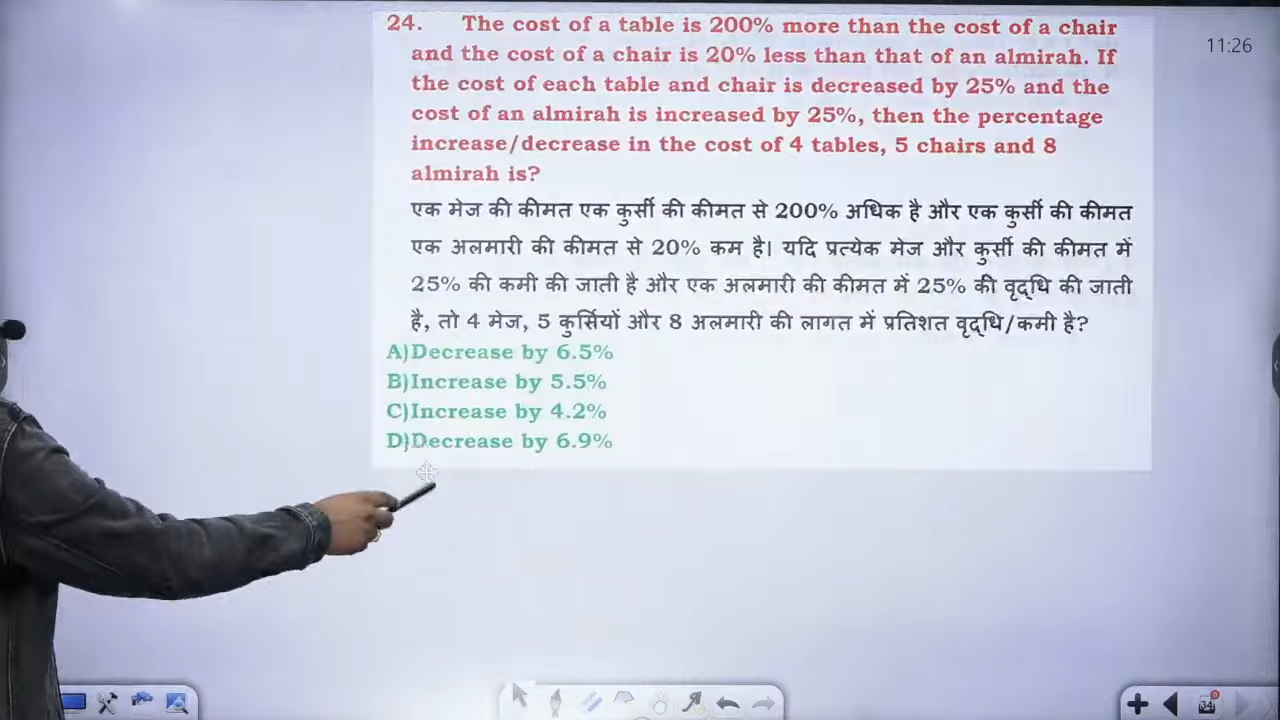 24. The cost of a table is 200% more than the cost of a chair
and the cost of a chair is 20% less than that of an almirah. If
the cost of each table and chair is decreased by 25% and the
cost of an almirah is increased by 25%, then the percentage
increase/decrease in the cost of 4 tables, 5 chairs and 8
almirah is?
एक मेज की कीमत एक कुर्सी की कीमत से 200% अधिक है और एक कुर्सी की कीमत
एक अलमारी की कीमत से 20% कम है। यदि प्रत्येक मेज और कुर्सी की कीमत में
25% की कमी की जाती है और एक अलमारी की कीमत में 25% की वृद्धि की जाती
है, तो 4 मेज, 5 कुर्सियों और 8 अलमारी की लागत में प्रतिशत वृद्धि/कमी है?
A)Decrease by 6.5%
B)Increase by 5.5%
C)Increase by 4.2%
D)Decrease by 6.9%
11:26
34